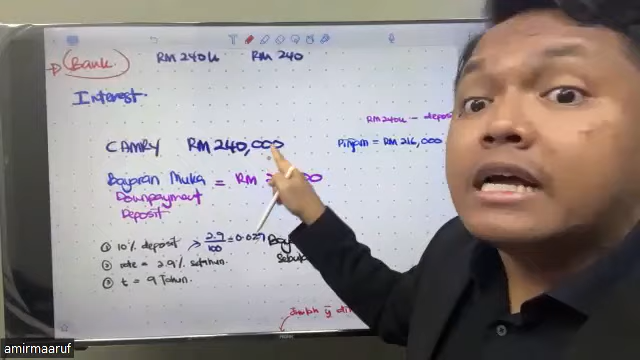 Bank RM 240k RM 240
Interest.
RM 240k - deposit
CAMRY RM 240,000
Pinjam = RM 216,000
Bayaran Muka = RM
Downpayment
Deposit
① 10% deposit → 2.9/100 = 0.029
② rate = 2.9% setahun.
③ t = 9 Tahun.
Jumlah yg
amirmaaruf